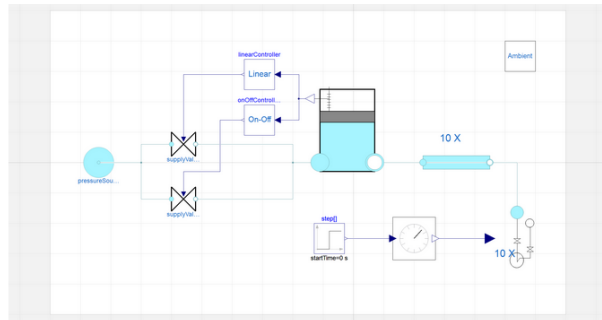 linearController
Linear
Ambient
onOffControll...
On-Off
10 X
supplyVal...
pressureSou...
supplyVal...
step[]
startTime=0 s
10 X